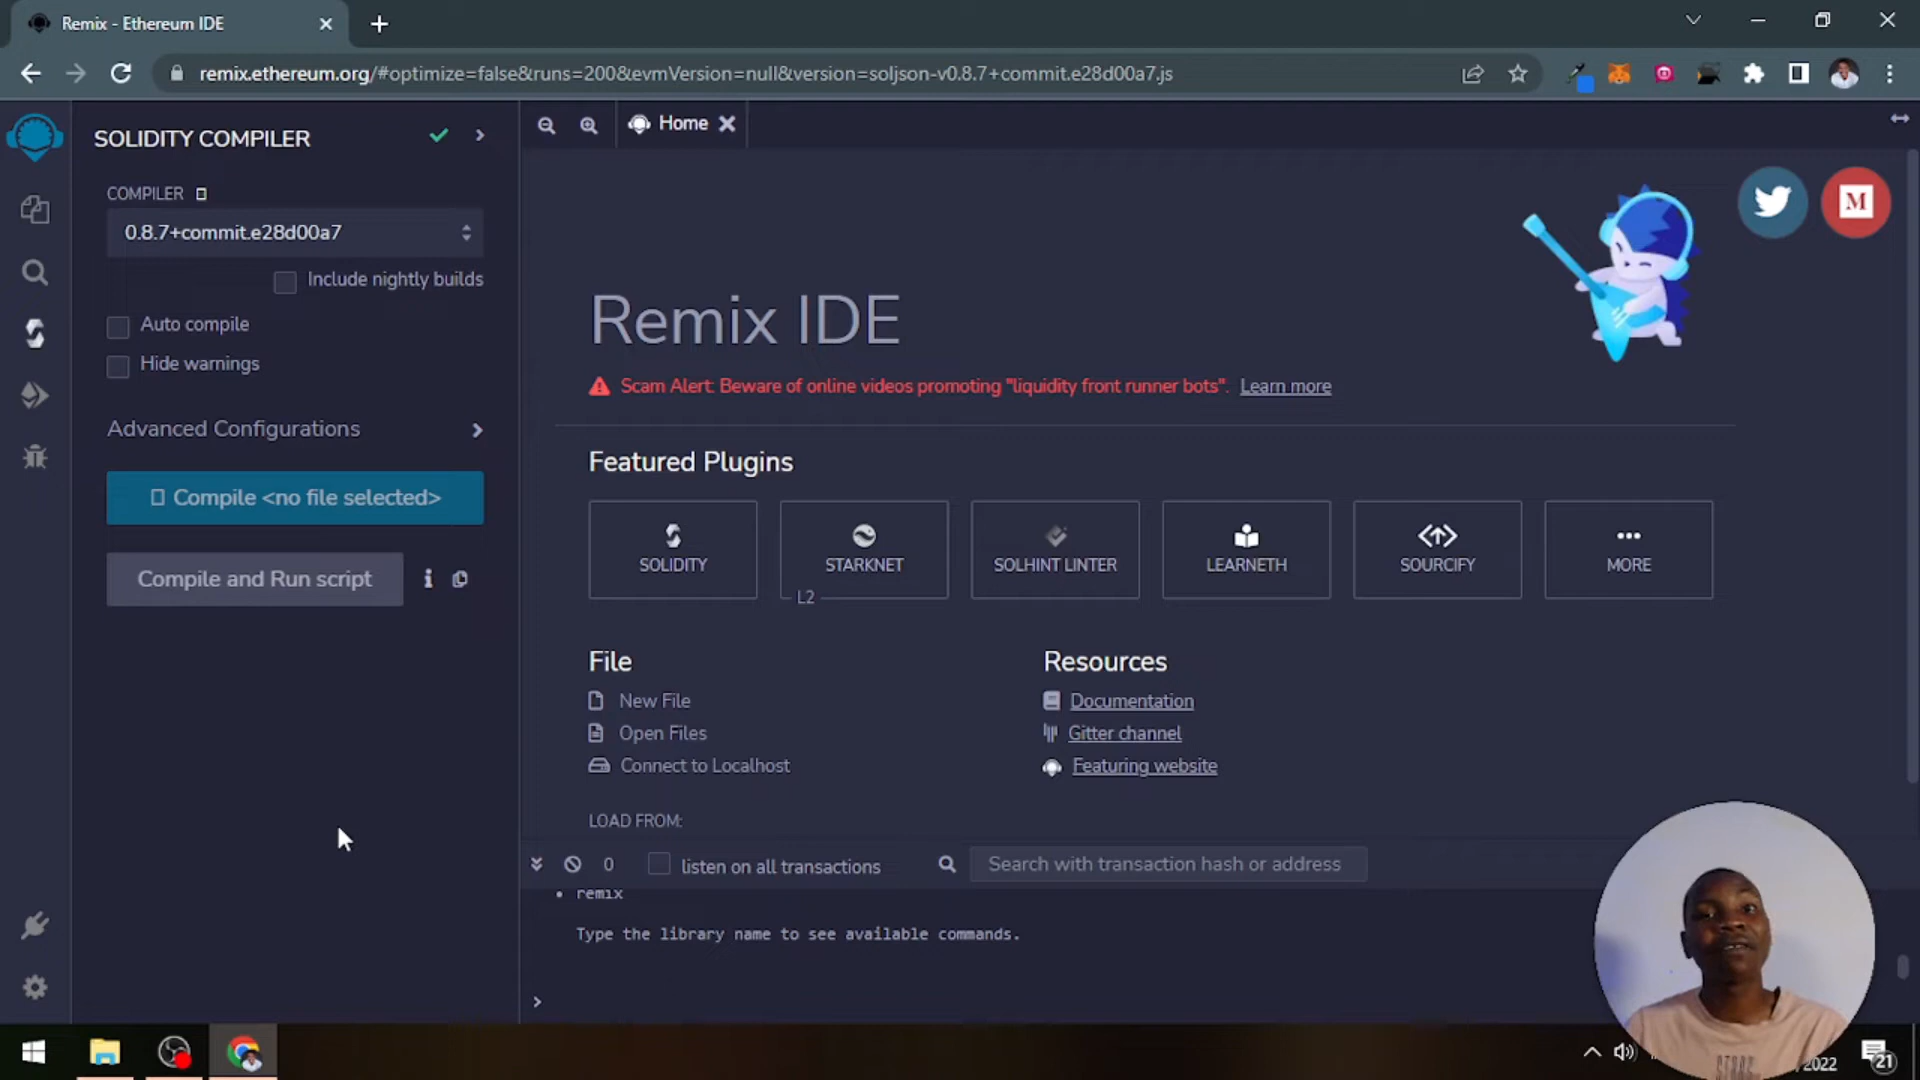 Remix - Ethereum IDE
remix.ethereum.org/#optimize=false&runs=200&evmVersion=null&version=soljson-v0.8.7+commit.e28d00a7.js
SOLIDITY COMPILER
COMPILER
0.8.7+commit.e28d00a7
Include nightly builds
Auto compile
Hide warnings
Advanced Configurations
Compile <no file selected>
Compile and Run script
Home
M
Remix IDE
Scam Alert: Beware of online videos promoting "liquidity front runner bots". Learn more
Featured Plugins
SOLIDITY
STARKNET
L2
SOLHINT LINTER
LEARNETH
SOURCIFY
MORE
File
New File
Open Files
Connect to Localhost
LOAD FROM:
Resources
Documentation
Gitter channel
Featuring website
0
listen on all transactions
Search with transaction hash or address
• remix
Type the library name to see available commands.
>
2022
21